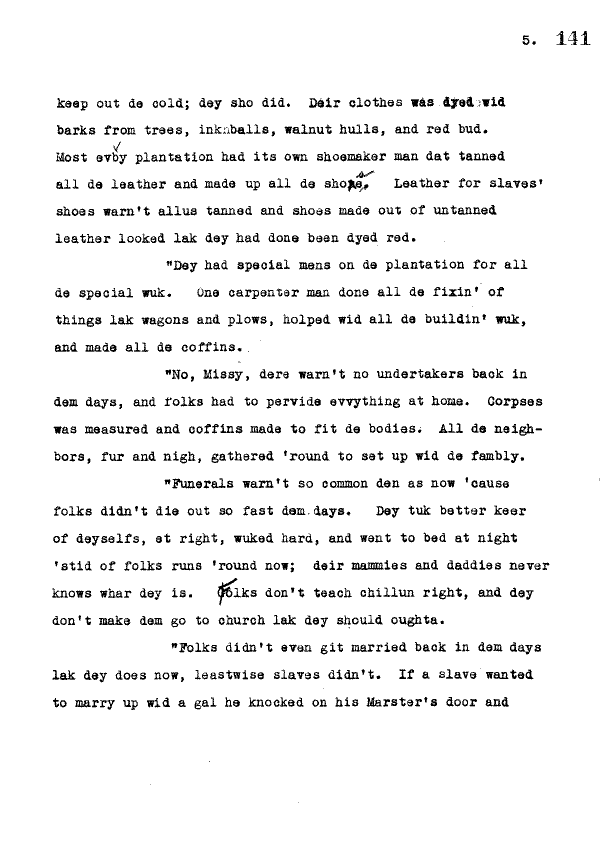 5. 141
keep out de cold; dey sho did. Deir clothes was dyed wid
barks from trees, ink balls, walnut hulls, and red bud.
Most evvy plantation had its own shoemaker man dat tanned
all de leather and made up all de shoes. Leather for slaves'
shoes warn't allus tanned and shoes made out of untanned
leather looked lak dey had done been dyed red.
"Dey had special mens on de plantation for all
de special wuk. One carpenter man done all de fixin' of
things lak wagons and plows, holped wid all de buildin' wuk,
and made all de coffins.
"No, Missy, dere warn't no undertakers back in
dem days, and folks had to pervide evvything at home. Corpses
was measured and coffins made to fit de bodies. All de neigh-
bors, fur and nigh, gathered 'round to set up wid de fambly.
"Funerals warn't so common den as now 'cause
folks didn't die out so fast dem days. Dey tuk better keer
of deyselfs, et right, wuked hard, and went to bed at night
'stid of folks runs 'round now; deir mammies and daddies never
knows whar dey is. Folks don't teach chillun right, and dey
don't make dem go to church lak dey should oughta.
"Folks didn't even git married back in dem days
lak dey does now, leastwise slaves didn't. If a slave wanted
to marry up wid a gal he knocked on his Marster's door and